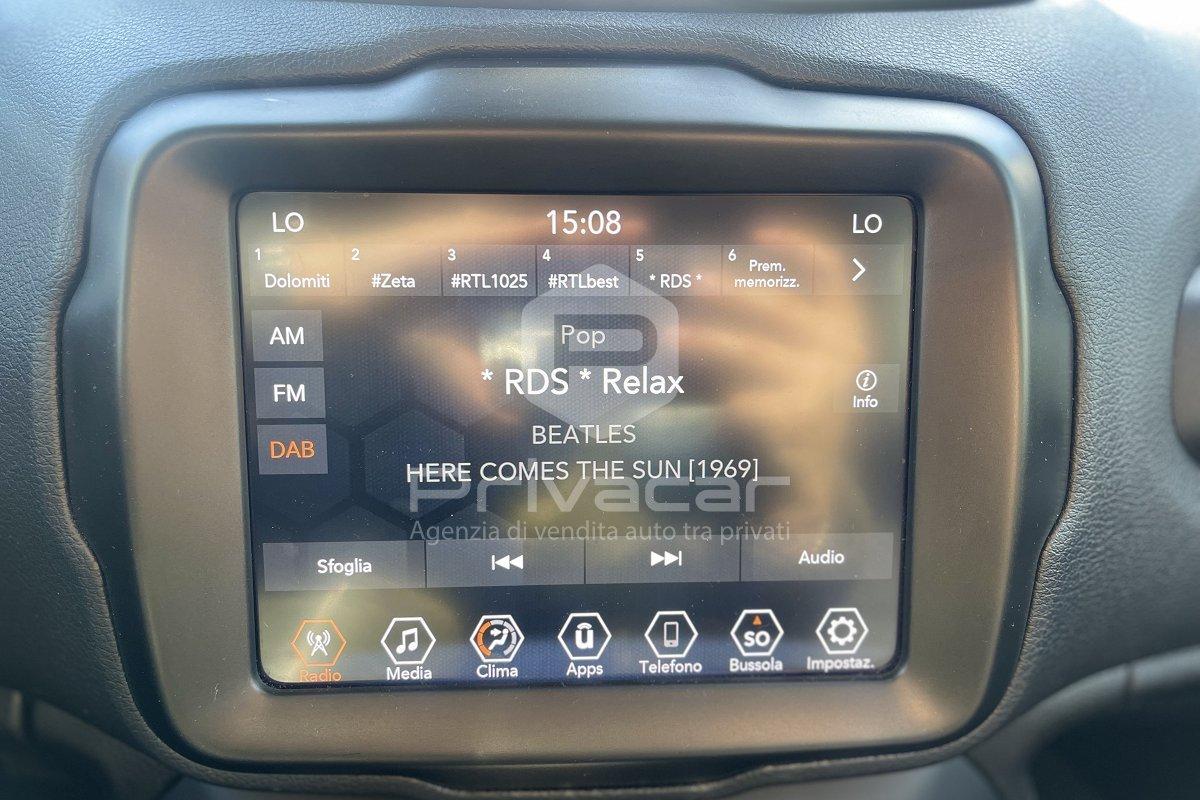 LO 15:08 LO
1 Dolomiti 2 #Zeta 3 #RTL1025 4 #RTLbest 5 * RDS * 6 Prem. memorizz.
AM
Pop
* RDS * Relax
FM
Info
BEATLES
DAB
HERE COMES THE SUN [1969]
Privacar
Agenzia di vendita auto tra privati
Sfoglia Audio
SO
Radio Media Clima Apps Telefono Bussola Impostaz.